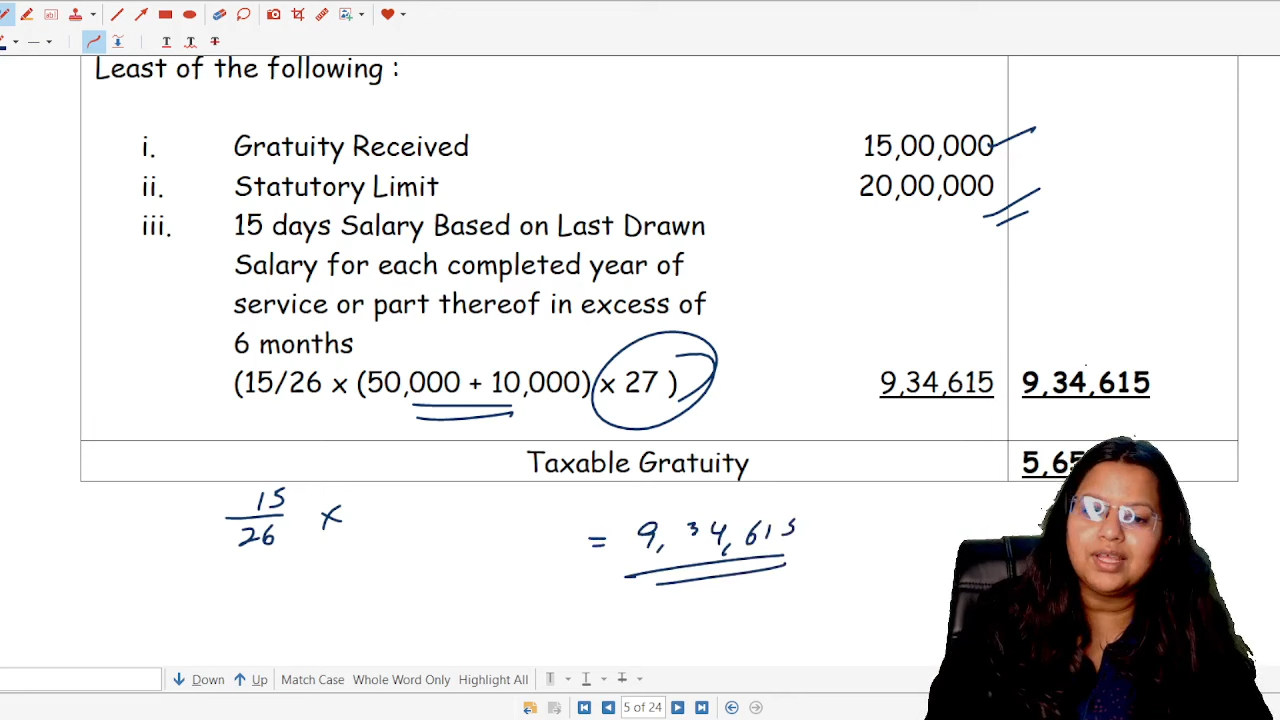 Least of the following :
i. Gratuity Received 15,00,000
ii. Statutory Limit 20,00,000
iii. 15 days Salary Based on Last Drawn
Salary for each completed year of
service or part thereof in excess of
6 months
(15/26 x (50,000 + 10,000) x 27 ) 9,34,615 9,34,615
Taxable Gratuity 5,65
15
26 x
= 9,34,615
Down Up Match Case Whole Word Only Highlight All T T T
5 of 24